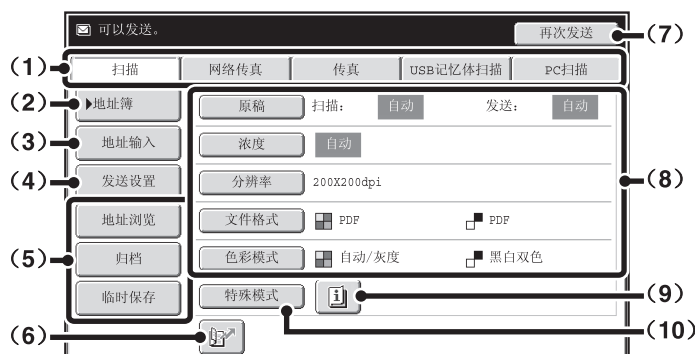 可以发送。 再次发送 (7)
(1) 扫描 网络传真 传真 USB记忆体扫描 PC扫描
(2) 地址簿 原稿 扫描: 自动 发送: 自动
(3) 地址输入 浓度 自动
(4) 发送设置 分辨率 200X200dpi (8)
地址浏览 文件格式 PDF PDF
(5) 归档 色彩模式 自动/灰度 黑白双色
临时保存 特殊模式 (9)
(6) (10)